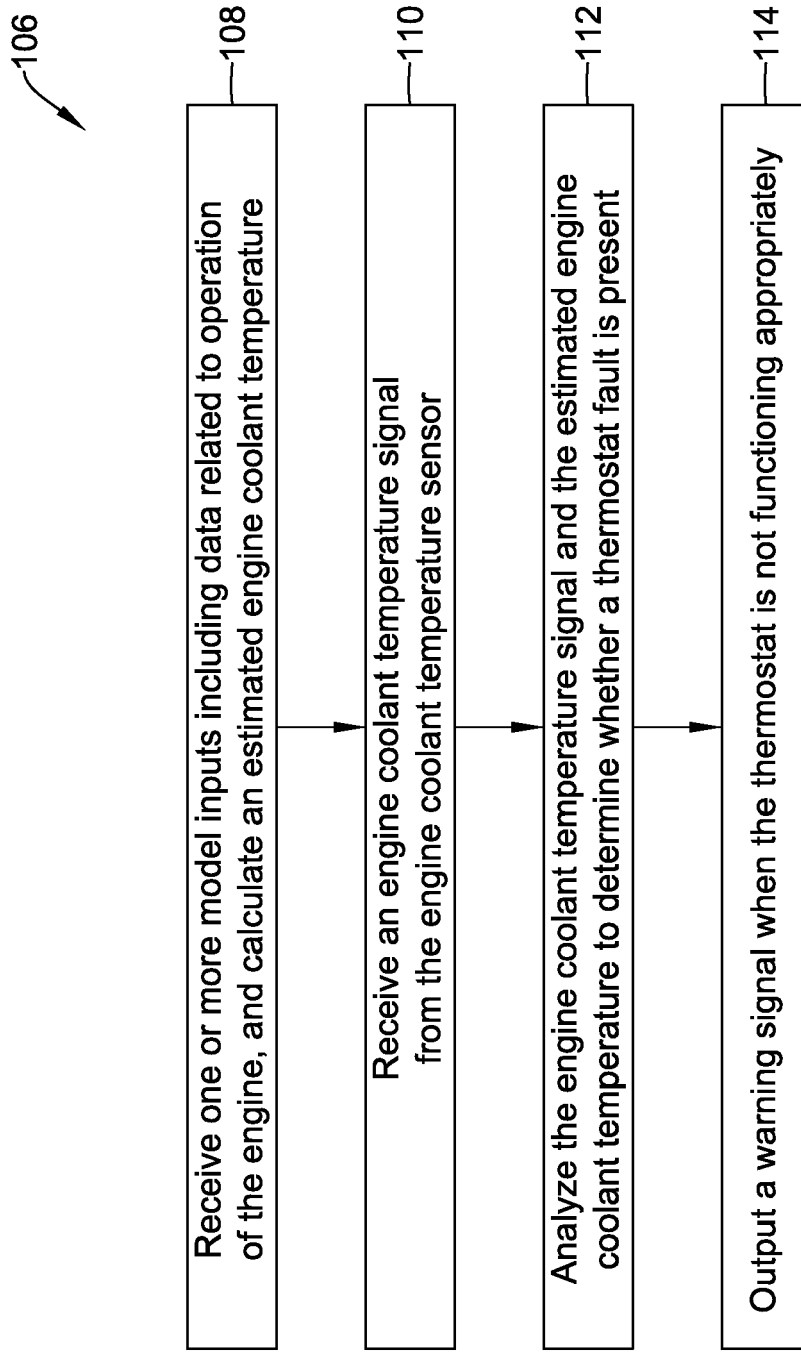 106
Receive one or more model inputs including data related to operation
of the engine, and calculate an estimated engine coolant temperature
108
Receive an engine coolant temperature signal
from the engine coolant temperature sensor
110
Analyze the engine coolant temperature signal and the estimated engine
coolant temperature to determine whether a thermostat fault is present
112
Output a warning signal when the thermostat is not functioning appropriately
114